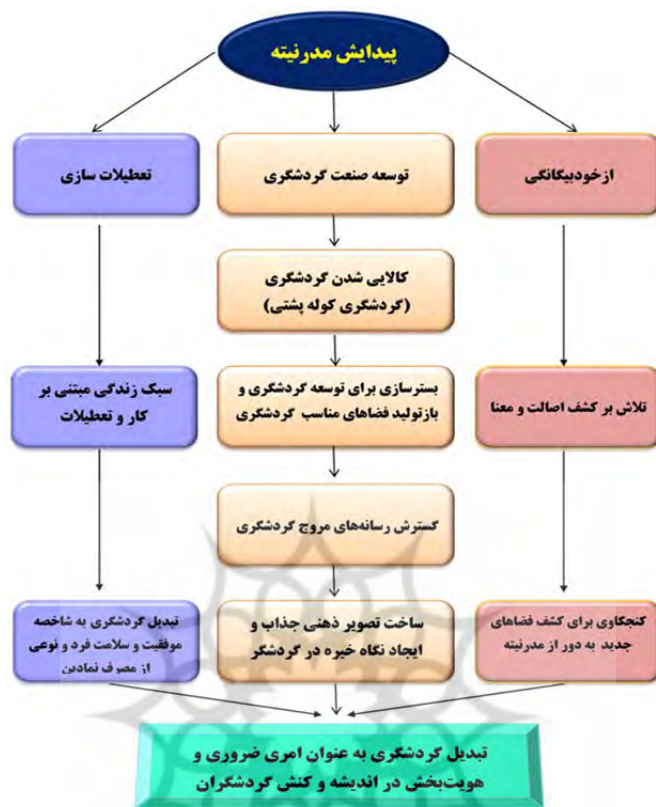 پیدایش مدرنیته
ازخودبیگانگی
توسعه صنعت گردشگری
تعطیلات سازی
کالایی شدن گردشگری
(گردشگری کوله پشتی)
تلاش بر کشف اصالت و معنا
بسترسازی برای توسعه گردشگری و
بازتولید فضاهای مناسب گردشگری
سبک زندگی مبتنی بر
کار و تعطیلات
گسترش رسانه‌های مروج گردشگری
کنجکاوی برای کشف فضاهای
جدید به دور از مدرنیته
ساخت تصویر ذهنی جذاب و
ایجاد نگاه خیره در گردشگر
تبدیل گردشگری به شاخصه
موفقیت و سلامت فرد و نوعی
از مصرف نمادین
تبدیل گردشگری به عنوان امری ضروری و
هویت‌بخش در اندیشه و کنش گردشگران